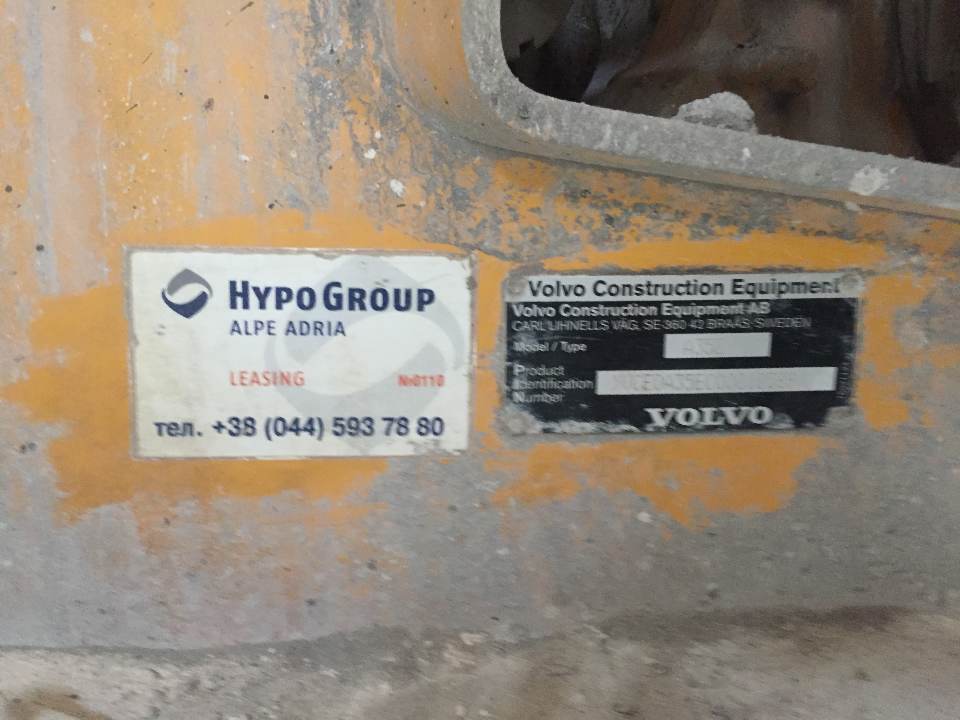 HYPO GROUP
ALPE ADRIA
LEASING №0110
тел. +38 (044) 593 78 80
Volvo Construction Equipment
Volvo Construction Equipment AB
CARL LIHNELLS VÄG, SE-360 42 BRAÅS, SWEDEN
Model / Type
Product
Identification
Number
VOLVO